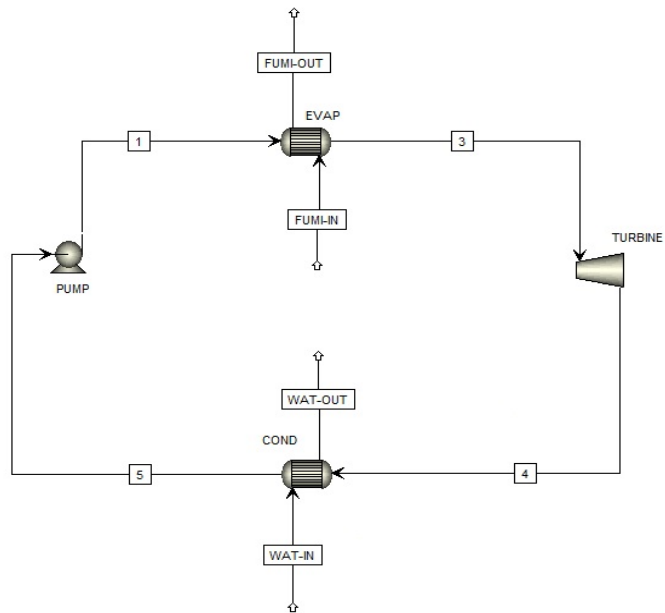 FUMI-OUT
EVAP
1
3
FUMI-IN
TURBINE
PUMP
WAT-OUT
COND
5
4
WAT-IN